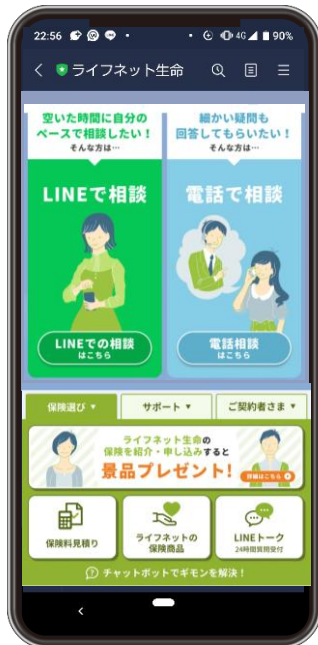 22:56
4G
90%
ライフネット生命
空いた時間に自分の
ペースで相談したい！
そんな方は…
LINEで相談
LINEでの相談
はこちら
細かい疑問も
回答してもらいたい！
そんな方は…
電話で相談
電話相談
はこちら
保険選び ▼
サポート ▼
ご契約者さま ▼
ライフネット生命の
保険を紹介・申し込みすると
景品プレゼント！
詳細はこちら
保険料見積り
ライフネットの
保険商品
LINEトーク
24時間質問受付
チャットボットでギモンを解決！